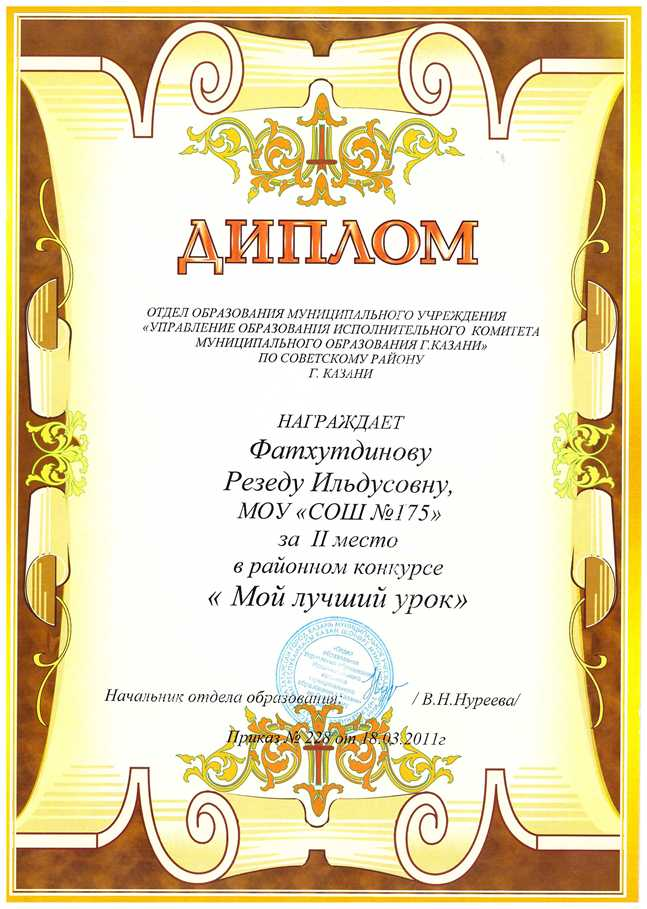 ДИПЛОМ
ОТДЕЛ ОБРАЗОВАНИЯ МУНИЦИПАЛЬНОГО УЧРЕЖДЕНИЯ
«УПРАВЛЕНИЕ ОБРАЗОВАНИЯ ИСПОЛНИТЕЛЬНОГО КОМИТЕТА
МУНИЦИПАЛЬНОГО ОБРАЗОВАНИЯ Г.КАЗАНИ»
ПО СОВЕТСКОМУ РАЙОНУ
Г. КАЗАНИ
НАГРАЖДАЕТ
Фатхутдинову
Резеду Ильдусовну,
МОУ «СОШ №175»
за II место
в районном конкурсе
« Мой лучший урок»
Начальник отдела образования: / В.Н.Нуреева/
Приказ № 228 от 18.03.2011г